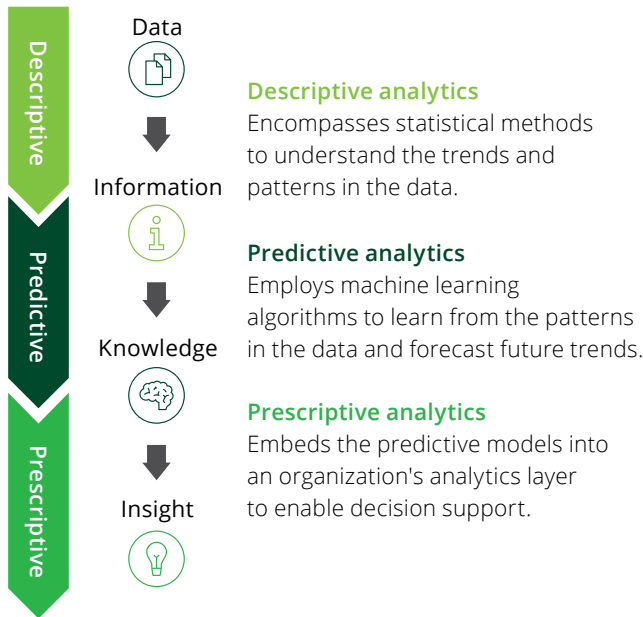 Descriptive
Predictive
Prescriptive
Data
Information
Knowledge
Insight
Descriptive analytics
Encompasses statistical methods
to understand the trends and
patterns in the data.
Predictive analytics
Employs machine learning
algorithms to learn from the patterns
in the data and forecast future trends.
Prescriptive analytics
Embeds the predictive models into
an organization's analytics layer
to enable decision support.